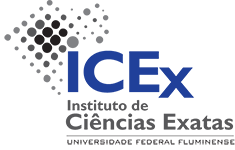 ICEx
Instituto de
Ciências Exatas
UNIVERSIDADE FEDERAL FLUMINENSE